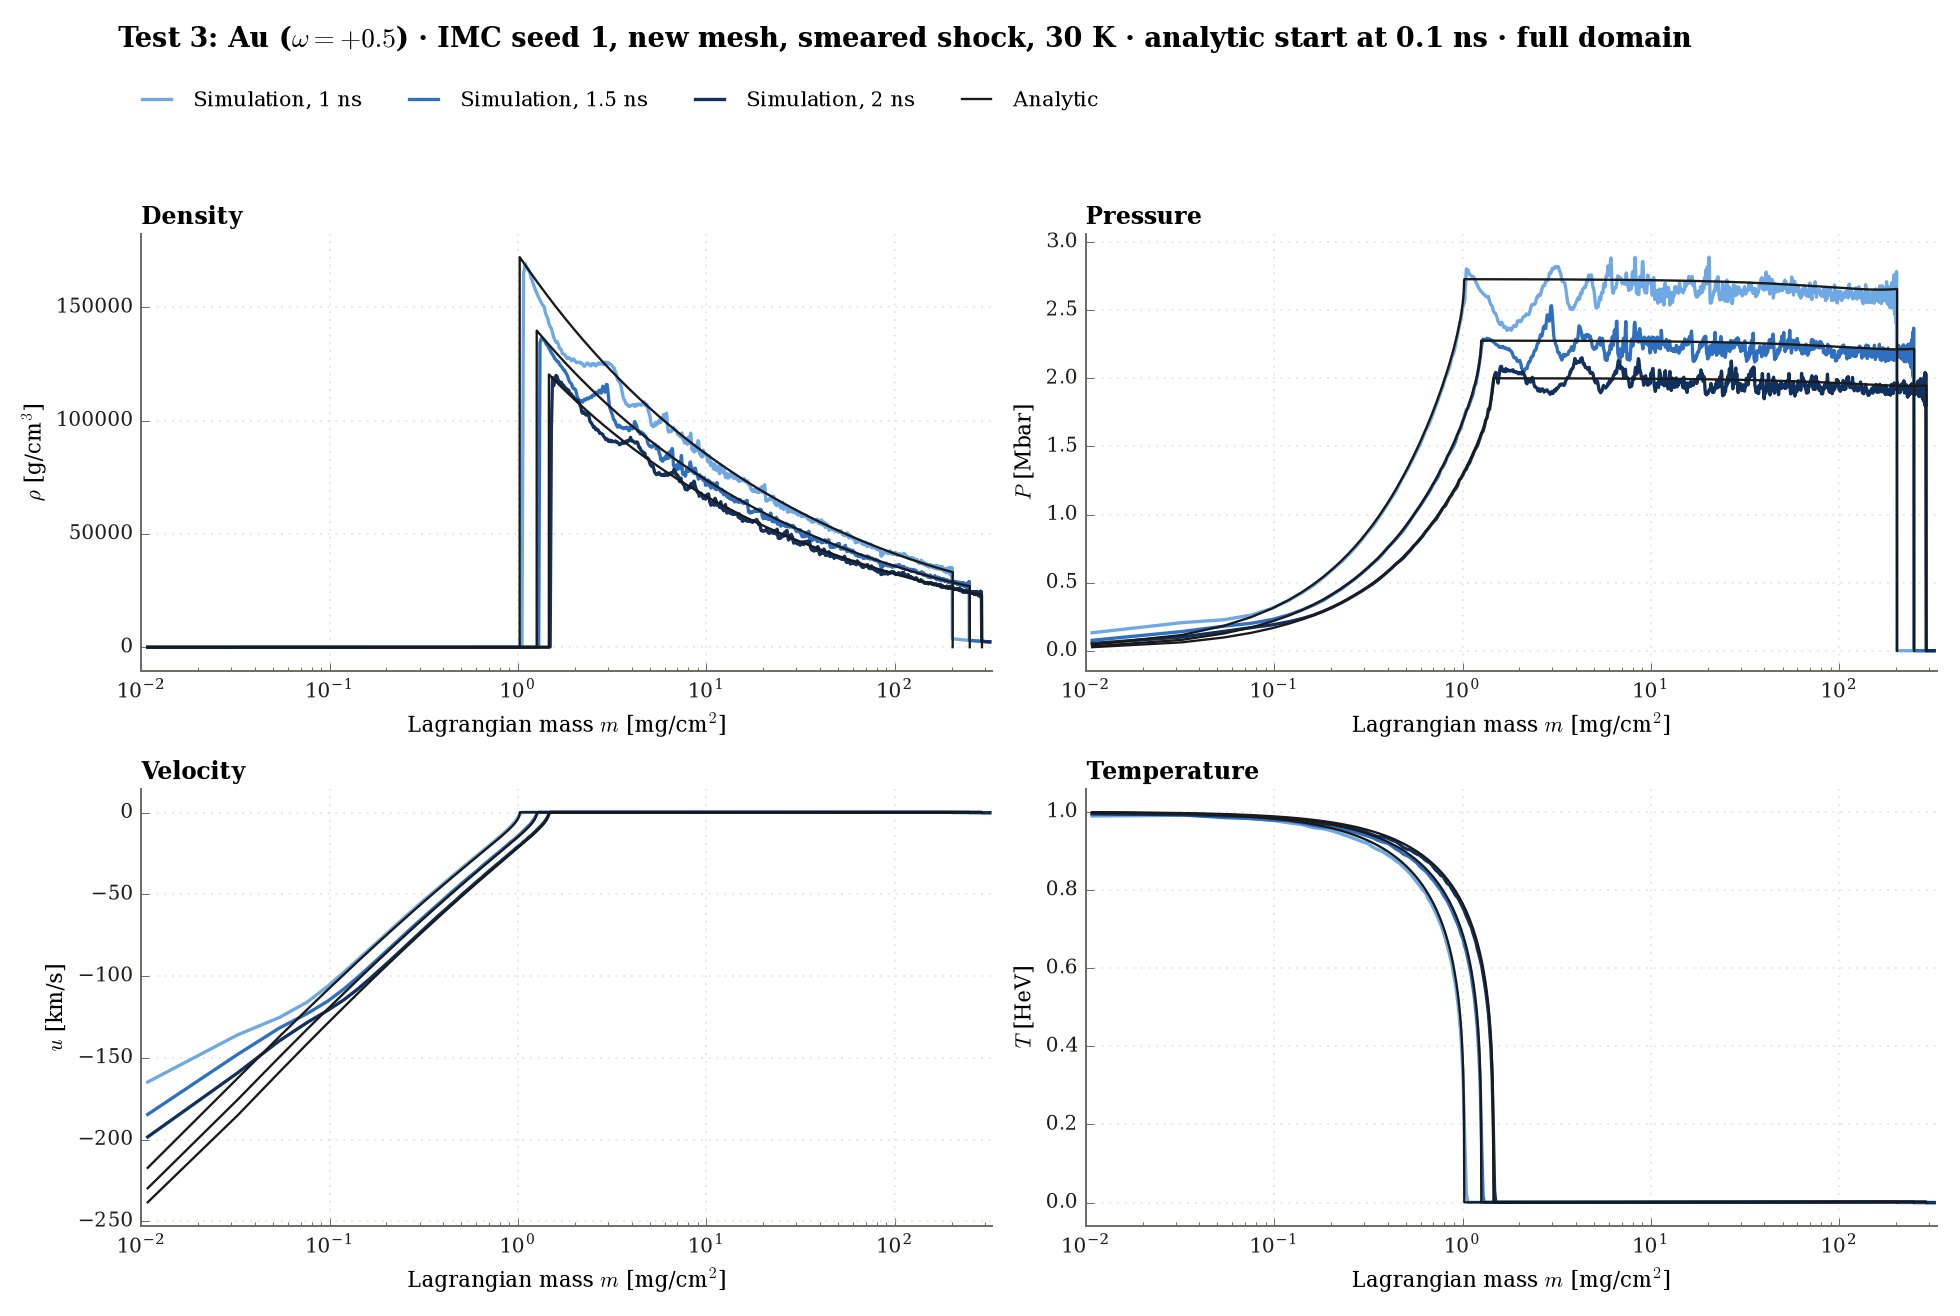 Test 3: Au (ω = +0.5) · IMC seed 1, new mesh, smeared shock, 30 K · analytic start at 0.1 ns · full domain
Simulation, 1 ns Simulation, 1.5 ns Simulation, 2 ns Analytic
Density
ρ [g/cm³]
150000
100000
50000
0
10⁻² 10⁻¹ 10⁰ 10¹ 10²
Lagrangian mass m [mg/cm²]
Pressure
P [Mbar]
3.0
2.5
2.0
1.5
1.0
0.5
0.0
10⁻² 10⁻¹ 10⁰ 10¹ 10²
Lagrangian mass m [mg/cm²]
Velocity
u [km/s]
0
−50
−100
−150
−200
−250
10⁻² 10⁻¹ 10⁰ 10¹ 10²
Lagrangian mass m [mg/cm²]
Temperature
T [HeV]
1.0
0.8
0.6
0.4
0.2
0.0
10⁻² 10⁻¹ 10⁰ 10¹ 10²
Lagrangian mass m [mg/cm²]